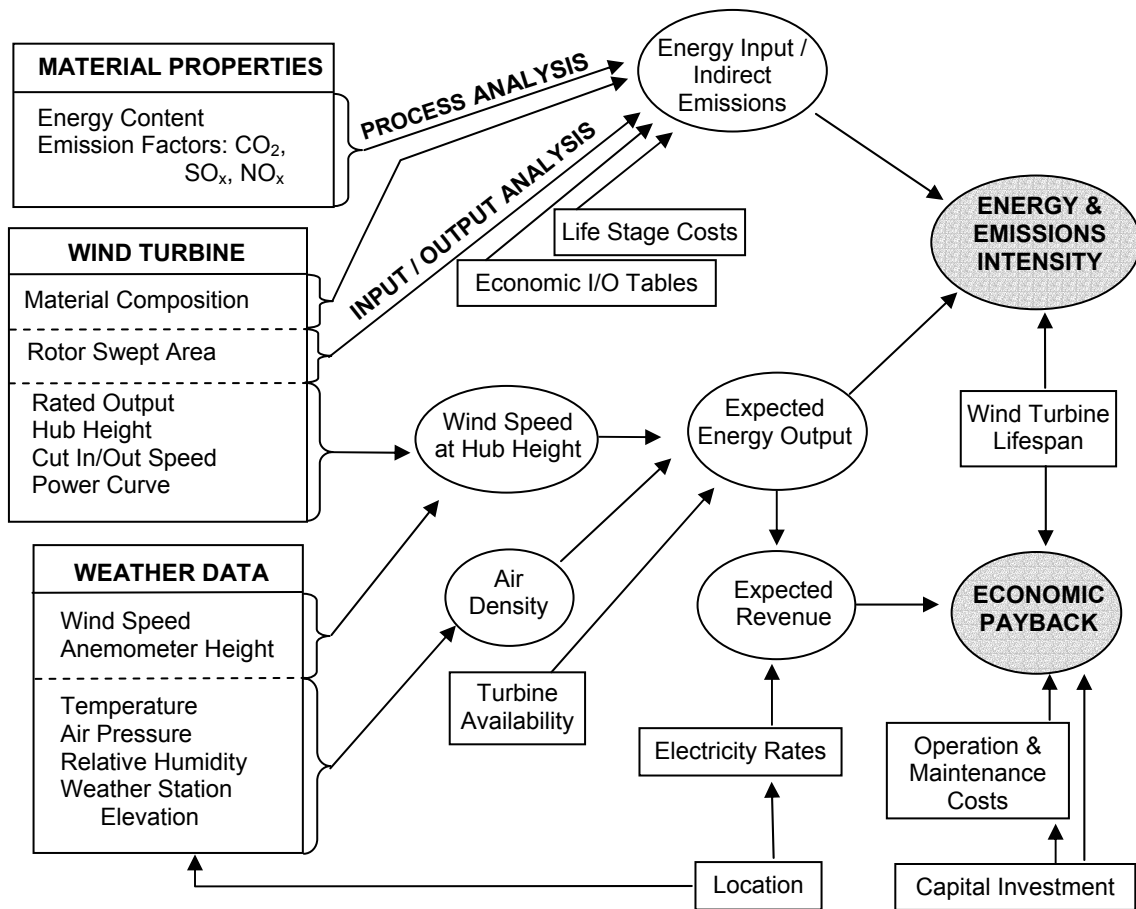 MATERIAL PROPERTIES
Energy Content
Emission Factors: CO₂,
SOₓ, NOₓ
PROCESS ANALYSIS
Energy Input /
Indirect
Emissions
INPUT / OUTPUT ANALYSIS
Life Stage Costs
Economic I/O Tables
ENERGY &
EMISSIONS
INTENSITY
WIND TURBINE
Material Composition
Rotor Swept Area
Rated Output
Hub Height
Cut In/Out Speed
Power Curve
Wind Speed
at Hub Height
Expected
Energy Output
Wind Turbine
Lifespan
WEATHER DATA
Wind Speed
Anemometer Height
Temperature
Air Pressure
Relative Humidity
Weather Station
Elevation
Air
Density
Turbine
Availability
Expected
Revenue
ECONOMIC
PAYBACK
Electricity Rates
Operation &
Maintenance
Costs
Location
Capital Investment